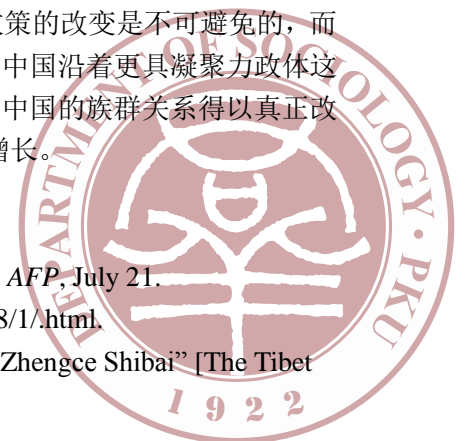 政策的改变是不可避免的，而
中国沿着更具凝聚力政体这
中国的族群关系得以真正改
增长。
AFP, July 21.
8/1/.html.
Zhengce Shibai” [The Tibet
DEPARTMENT OF SOCIOLOGY · PKU
1922